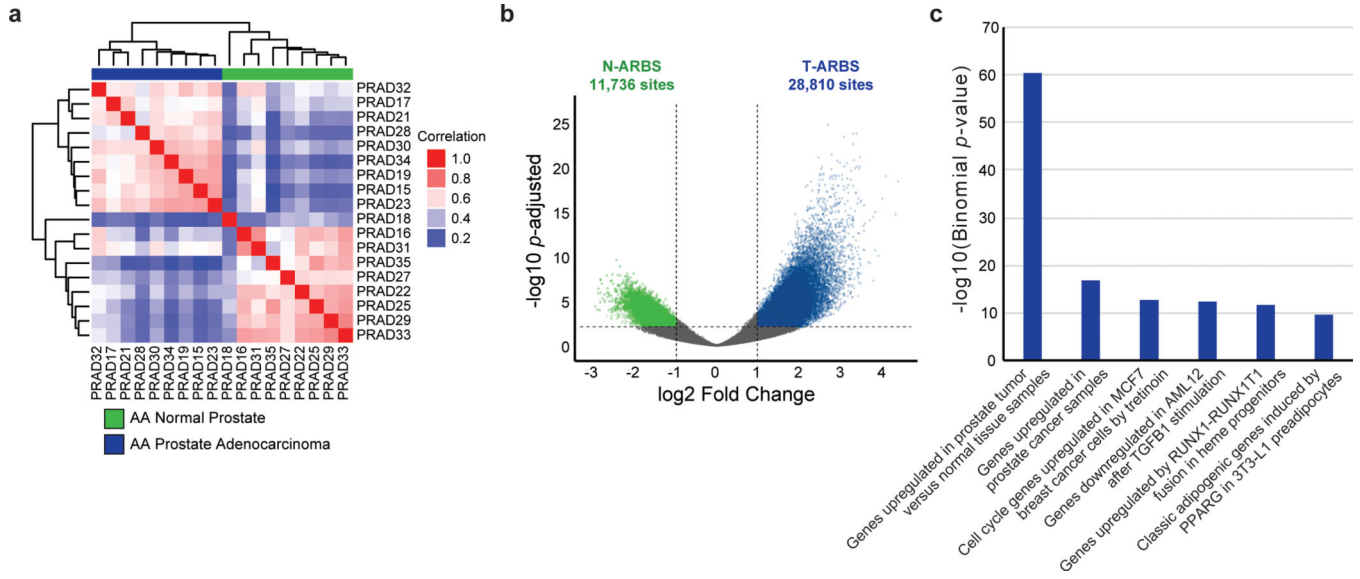 a
PRAD32
PRAD17
PRAD21
PRAD28
PRAD30
PRAD34
PRAD19
PRAD15
PRAD23
PRAD18
PRAD16
PRAD31
PRAD35
PRAD27
PRAD22
PRAD25
PRAD29
PRAD33
Correlation
1.0
0.8
0.6
0.4
0.2
PRAD32
PRAD17
PRAD21
PRAD28
PRAD30
PRAD34
PRAD19
PRAD15
PRAD23
PRAD18
PRAD16
PRAD31
PRAD35
PRAD27
PRAD22
PRAD25
PRAD29
PRAD33
AA Normal Prostate
AA Prostate Adenocarcinoma
b
N-ARBS
11,736 sites
T-ARBS
28,810 sites
-log10 p-adjusted
25
20
15
10
5
0
-3
-2
-1
0
1
2
3
4
log2 Fold Change
c
-log10(Binomial p-value)
70
60
50
40
30
20
10
0
Genes upregulated in prostate tumor
versus normal tissue samples
Genes upregulated in
prostate cancer samples
Cell cycle genes upregulated in MCF7
breast cancer cells by tretinoin
Genes downregulated in AML12
after TGFB1 stimulation
Genes upregulated by RUNX1-RUNX1T1
fusion in heme progenitors
Classic adipogenic genes induced by
PPARG in 3T3-L1 preadipocytes